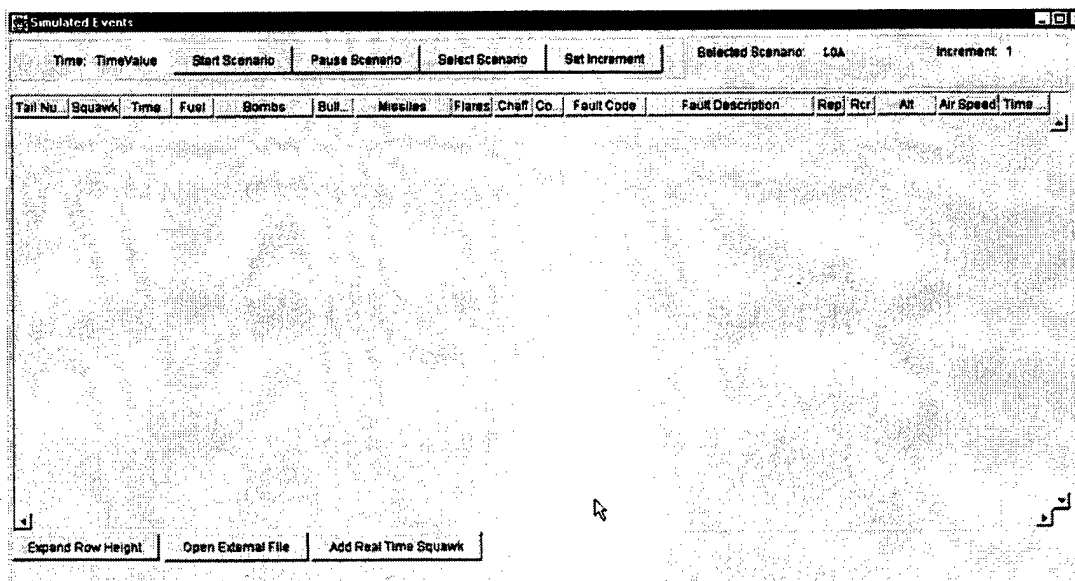 Simulated Events
Time: TimeValue Start Scenario Pause Scenario Select Scenario Set Increment Selected Scenario: LOA Increment: 1
Tail Nu... Squawk Time Fuel Bombs Bull... Missiles Flares Chaff Co... Fault Code Fault Description Rep Rcr Alt Air Speed Time ...
Expand Row Height Open External File Add Real Time Squawk